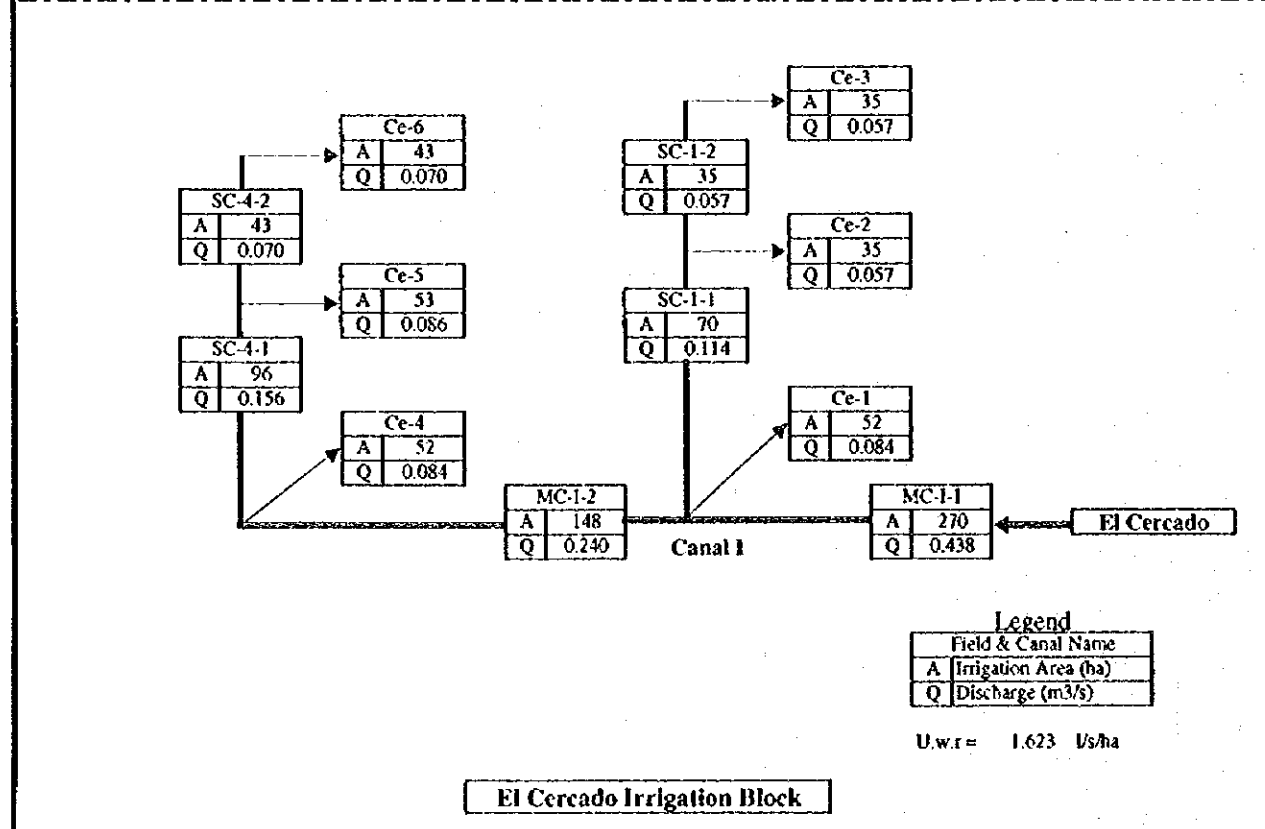 Ce-3
A 35
Q 0.057
Ce-6
A 43
Q 0.070
SC-1-2
A 35
Q 0.057
SC-4-2
A 43
Q 0.070
Ce-2
A 35
Q 0.057
Ce-5
A 53
Q 0.086
SC-1-1
A 70
Q 0.114
SC-4-1
A 96
Q 0.156
Ce-1
A 52
Q 0.084
Ce-4
A 52
Q 0.084
MC-1-2
A 148
Q 0.240
Canal 1
MC-1-1
A 270
Q 0.438
El Cercado
Legend
Field & Canal Name
A Irrigation Area (ha)
Q Discharge (m3/s)
U.w.r = 1.623 l/s/ha
El Cercado Irrigation Block